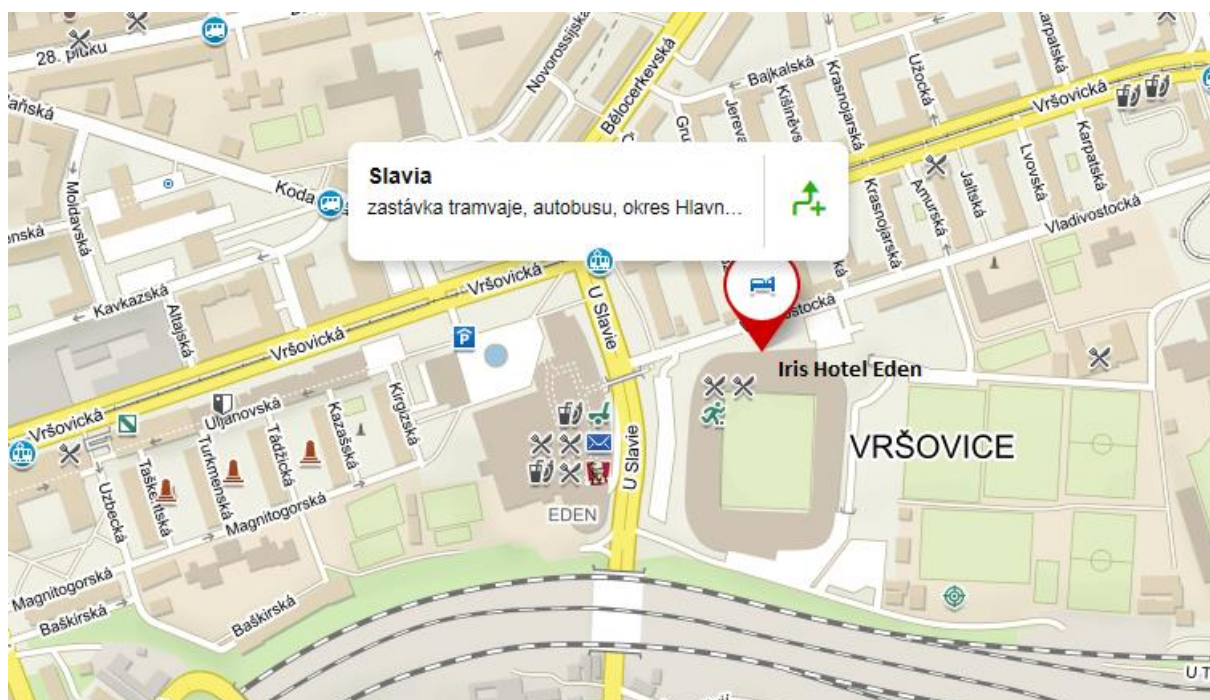 28. pluku
Novorossijská
Bělocerkevská
Bajkalská
Kišiněvská
Krasnojarská
Užocká
Karpatská
Vršovická
Moldavská
Koda
Slavia
zastávka tramvaje, autobusu, okres Hlavn…
Krasnojarská
Amurská
Jaltská
Lvovská
Karpatská
Vladivostocká
Kavkazská
Altajská
Vršovická
U Slavie
Vršovická
P
Iris Hotel Eden
Vršovická
Uljanovská
Kirgizská
Kazašská
Tádžická
Turkmenská
Taškentská
Uzbecká
U Slavie
VRŠOVICE
EDEN
Magnitogorská
Magnitogorská
Baškirská
Baškirská
U T